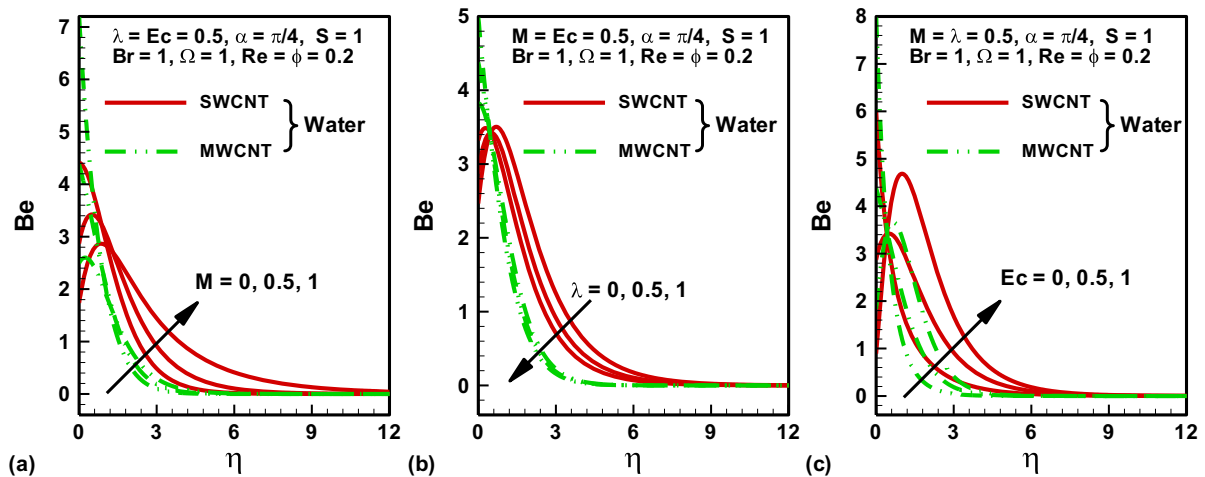 λ = Ec = 0.5, α = π/4, S = 1
Br = 1, Ω = 1, Re = ϕ = 0.2
SWCNT
MWCNT
Water
M = 0, 0.5, 1
Be
7
6
5
4
3
2
1
0
0
3
6
9
12
η
(a)
M = Ec = 0.5, α = π/4, S = 1
Br = 1, Ω = 1, Re = ϕ = 0.2
SWCNT
MWCNT
Water
λ = 0, 0.5, 1
Be
5
4
3
2
1
0
0
3
6
9
12
η
(b)
M = λ = 0.5, α = π/4, S = 1
Br = 1, Ω = 1, Re = ϕ = 0.2
SWCNT
MWCNT
Water
Ec = 0, 0.5, 1
Be
8
7
6
5
4
3
2
1
0
0
3
6
9
12
η
(c)